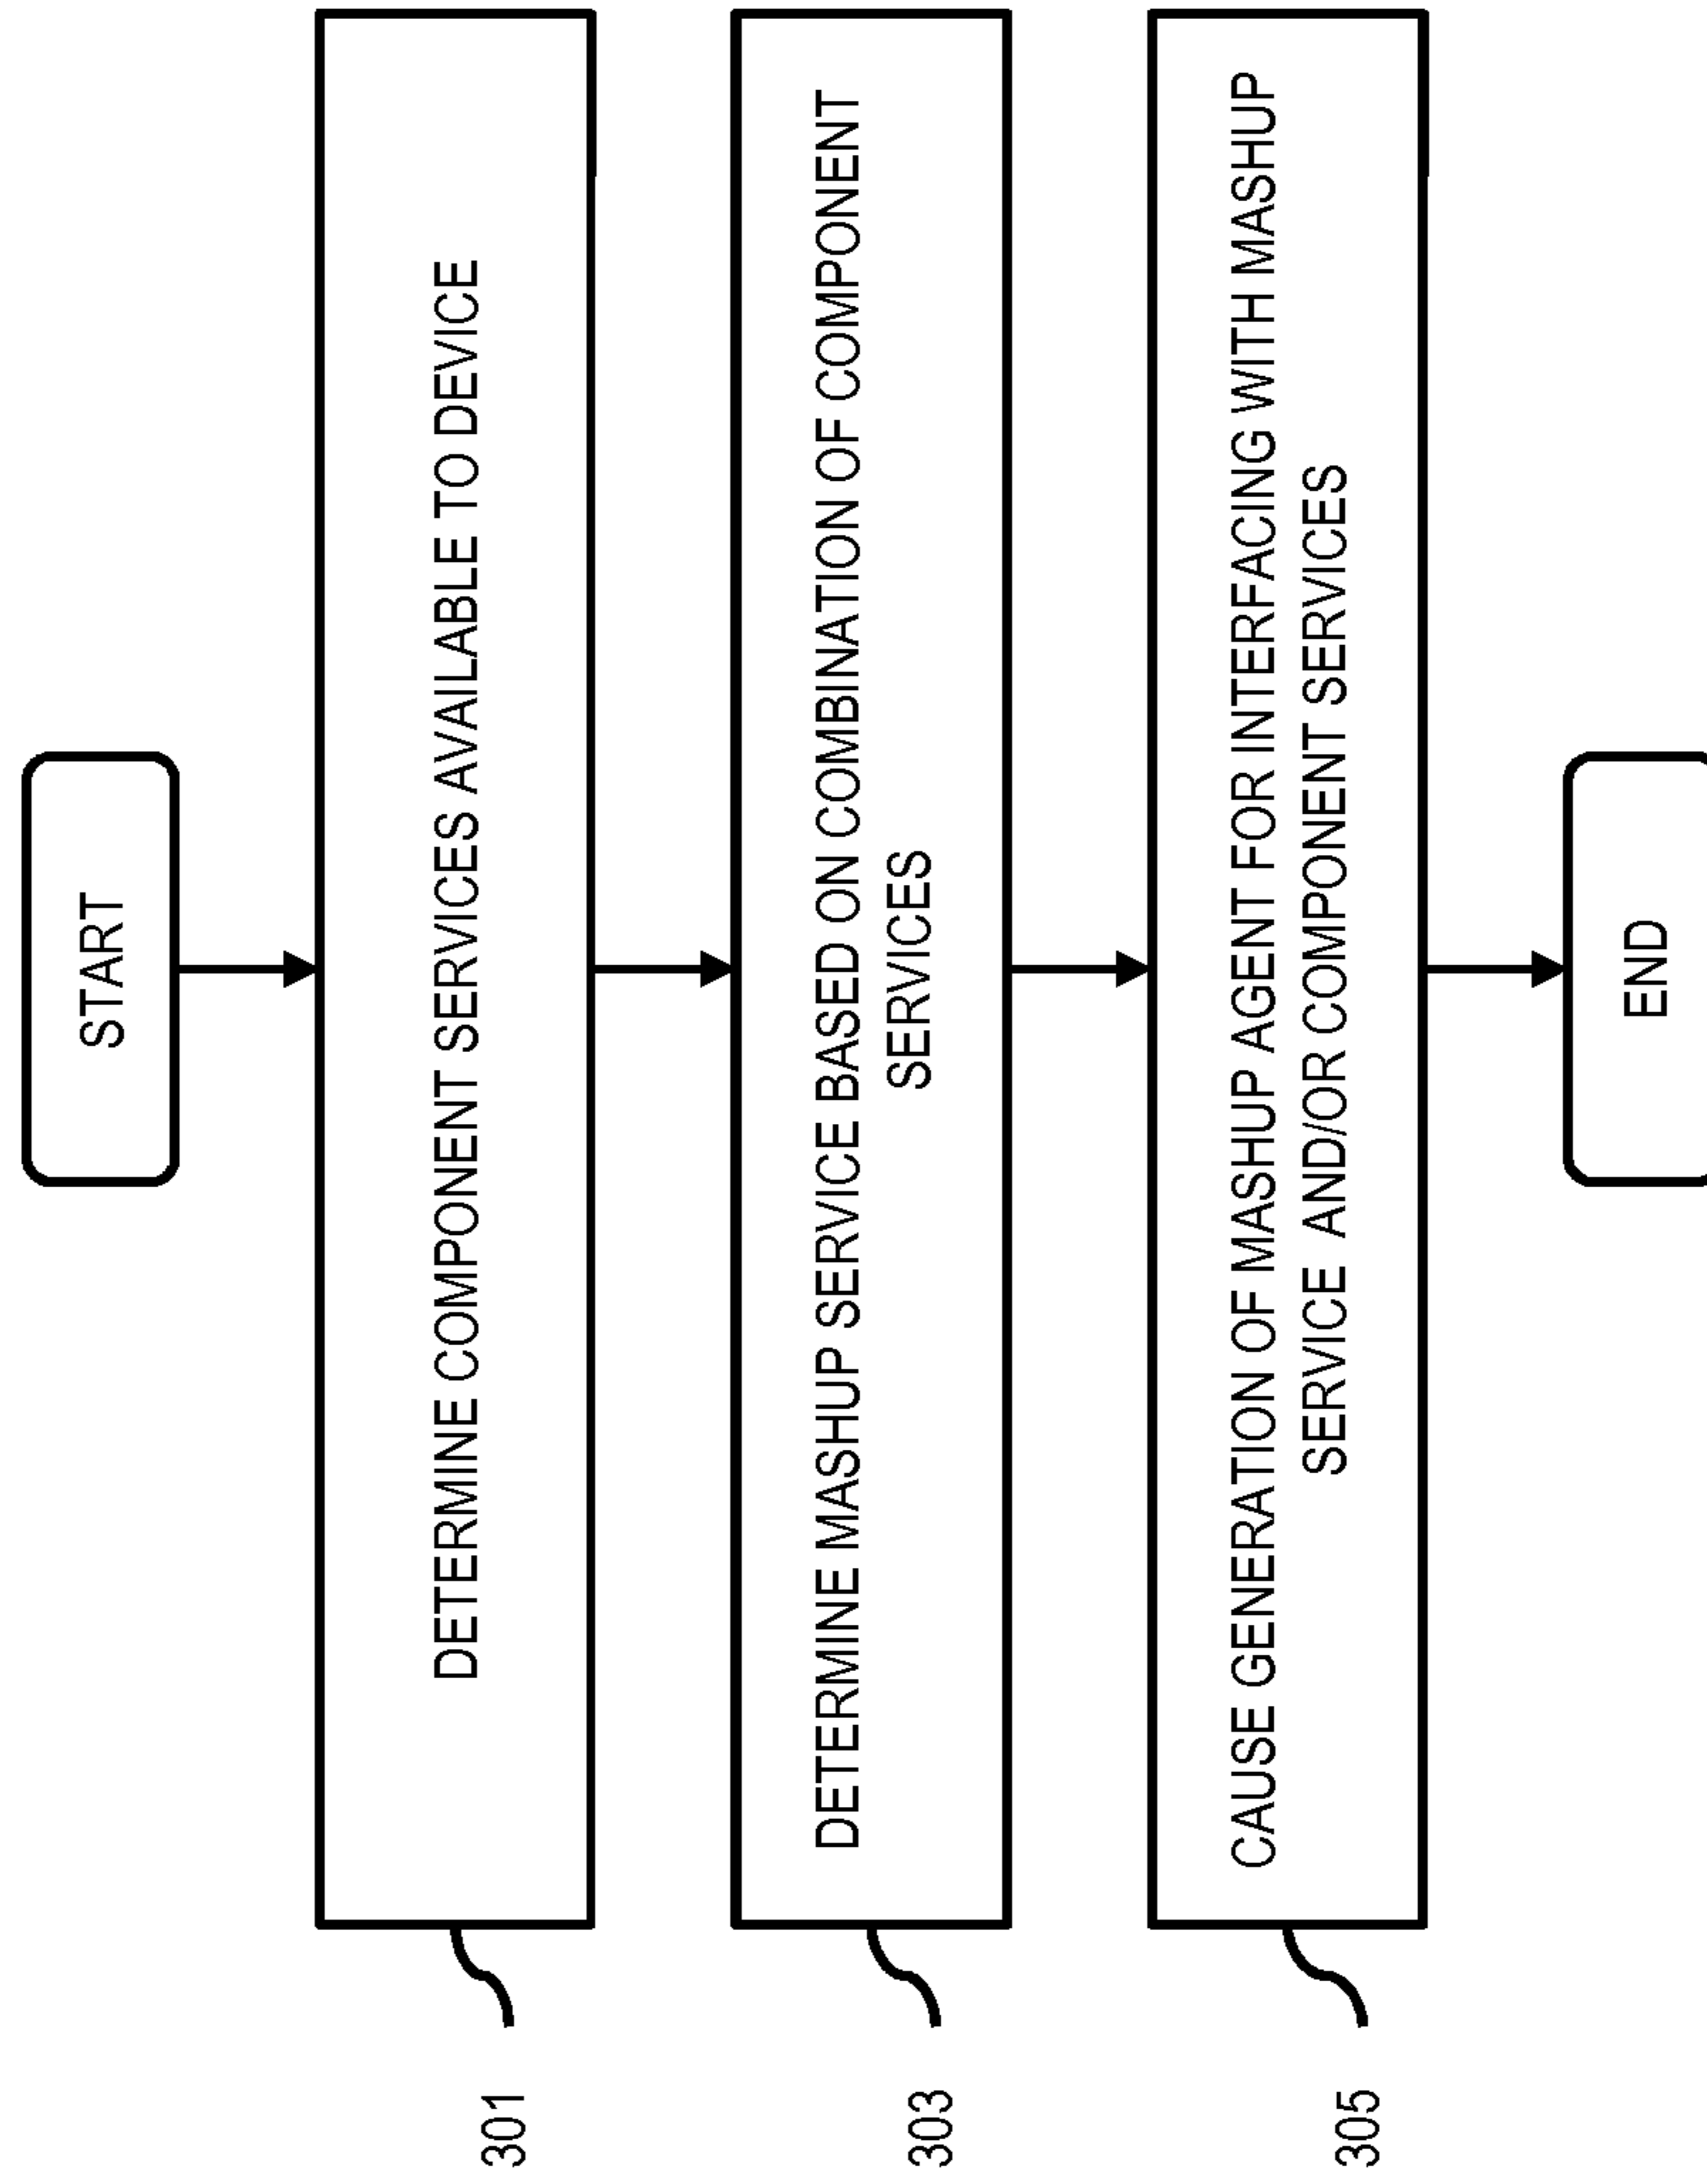 START
DETERMINE COMPONENT SERVICES AVAILABLE TO DEVICE
301
DETERMINE MASHUP SERVICE BASED ON COMBINATION OF COMPONENT
SERVICES
303
CAUSE GENERATION OF MASHUP AGENT FOR INTERFACING WITH MASHUP
SERVICE AND/OR COMPONENT SERVICES
305
END